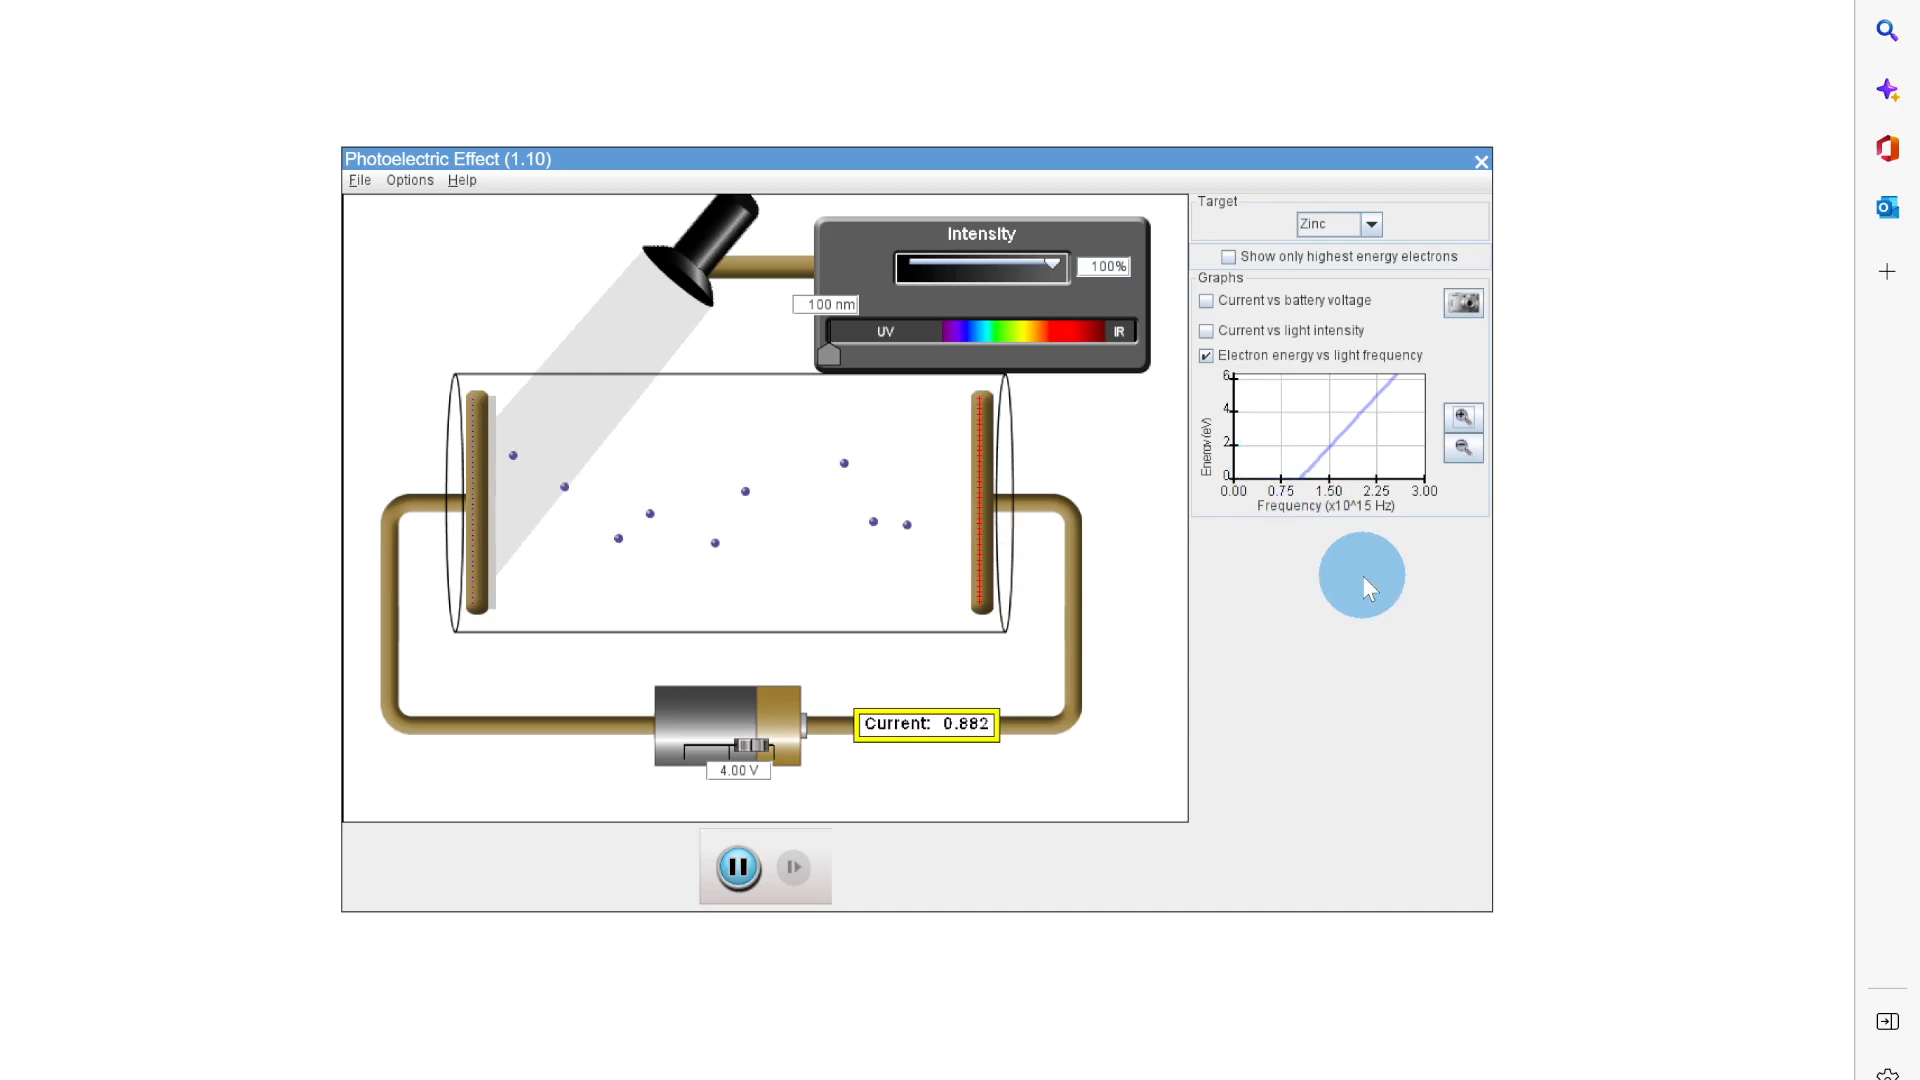 Photoelectric Effect (1.10)
File Options Help
Target
Zinc
Show only highest energy electrons
Graphs
Current vs battery voltage
Current vs light intensity
Electron energy vs light frequency
6
4
2
0
Energy(eV)
0.00 0.75 1.50 2.25 3.00
Frequency (x10^15 Hz)
Intensity
100%
100 nm
UV
IR
Current: 0.882
4.00 V